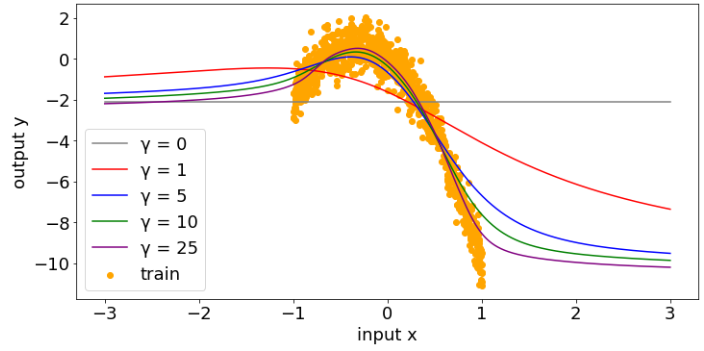 2
0
−2
−4
−6
−8
−10
output y
γ = 0
γ = 1
γ = 5
γ = 10
γ = 25
train
−3 −2 −1 0 1 2 3
input x